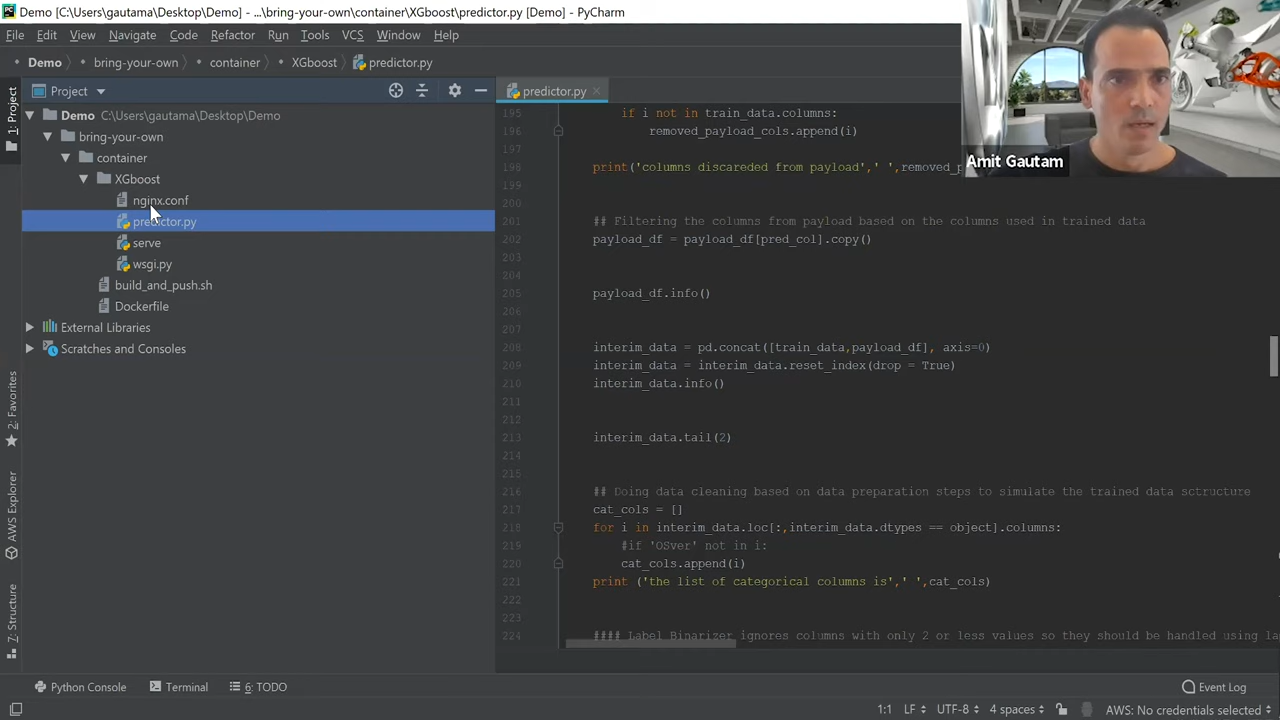 Demo [C:\Users\gautama\Desktop\Demo] - ...\bring-your-own\container\XGboost\predictor.py [Demo] - PyCharm
File Edit View Navigate Code Refactor Run Tools VCS Window Help
Demo bring-your-own container XGboost predictor.py
Project
predictor.py
1: Project
Demo C:\Users\gautama\Desktop\Demo
bring-your-own
container
XGboost
nginx.conf
predictor.py
serve
wsgi.py
build_and_push.sh
Dockerfile
External Libraries
Scratches and Consoles
2: Favorites
AWS Explorer
7: Structure
195 if i not in train_data.columns:
196 removed_payload_cols.append(i)
197
198 print('columns discareded from payload',' ',removed_p
199
200
201 ## Filtering the columns from payload based on the columns used in trained data
202 payload_df = payload_df[pred_col].copy()
203
204
205 payload_df.info()
206
207
208 interim_data = pd.concat([train_data,payload_df], axis=0)
209 interim_data = interim_data.reset_index(drop = True)
210 interim_data.info()
211
212
213 interim_data.tail(2)
214
215
216 ## Doing data cleaning based on data preparation steps to simulate the trained data sctructure
217 cat_cols = []
218 for i in interim_data.loc[:,interim_data.dtypes == object].columns:
219 #if 'OSver' not in i:
220 cat_cols.append(i)
221 print ('the list of categorical columns is',' ',cat_cols)
222
223
224 #### Label Binarizer ignores columns with only 2 or less values so they should be handled using la
Amit Gautam
Python Console Terminal 6: TODO Event Log
1:1 LF UTF-8 4 spaces AWS: No credentials selected